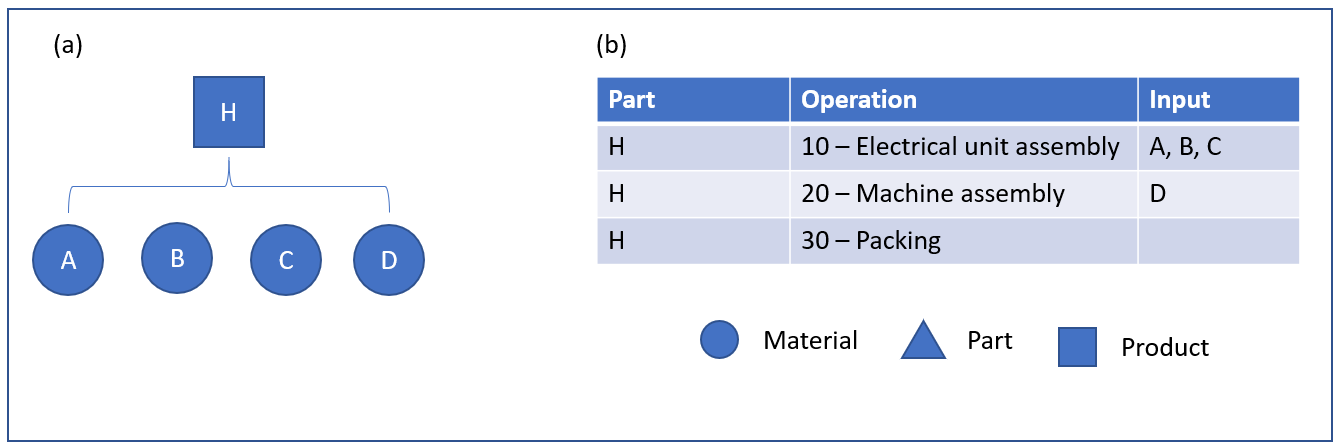 (a)
H
A B C D
(b)
Part Operation Input
H 10 – Electrical unit assembly A, B, C
H 20 – Machine assembly D
H 30 – Packing
Material Part Product